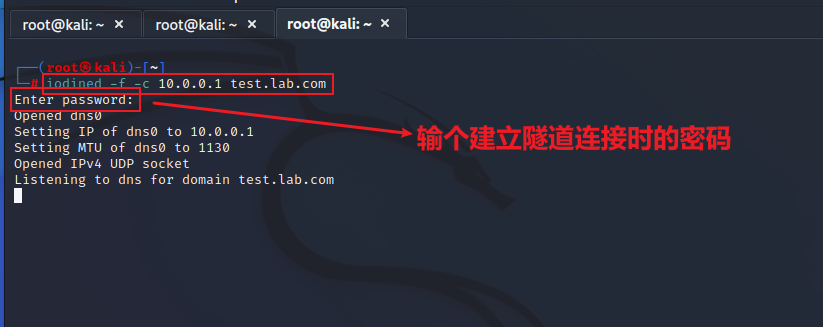 root@kali: ~ × root@kali: ~ × root@kali: ~ ×
┌──(root㉿kali)-[~]
└─# iodined -f -c 10.0.0.1 test.lab.com
Enter password:
Opened dns0
输个建立隧道连接时的密码
Setting IP of dns0 to 10.0.0.1
Setting MTU of dns0 to 1130
Opened IPv4 UDP socket
Listening to dns for domain test.lab.com